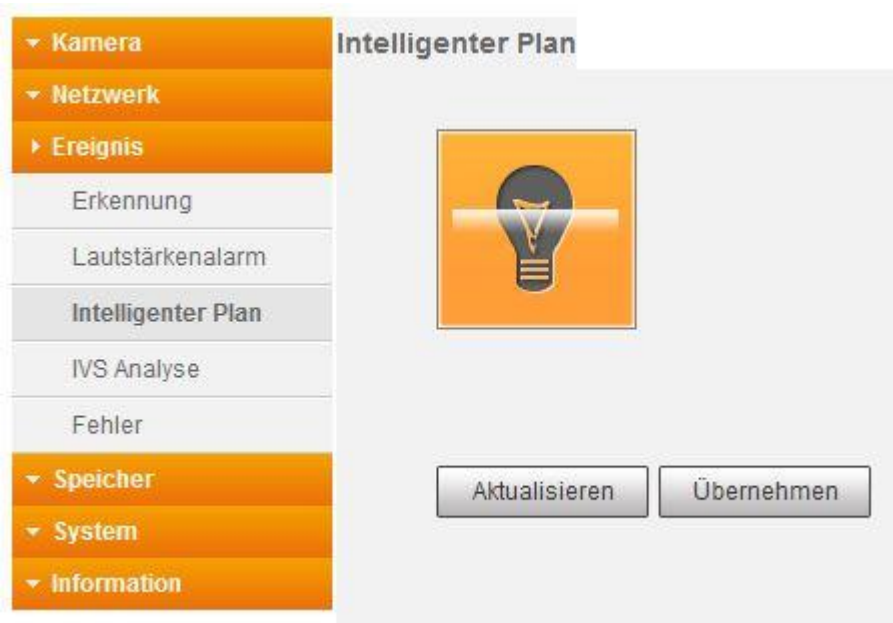 Kamera
Netzwerk
Ereignis
Erkennung
Lautstärkenalarm
Intelligenter Plan
IVS Analyse
Fehler
Speicher
System
Information
Intelligenter Plan
Aktualisieren
Übernehmen